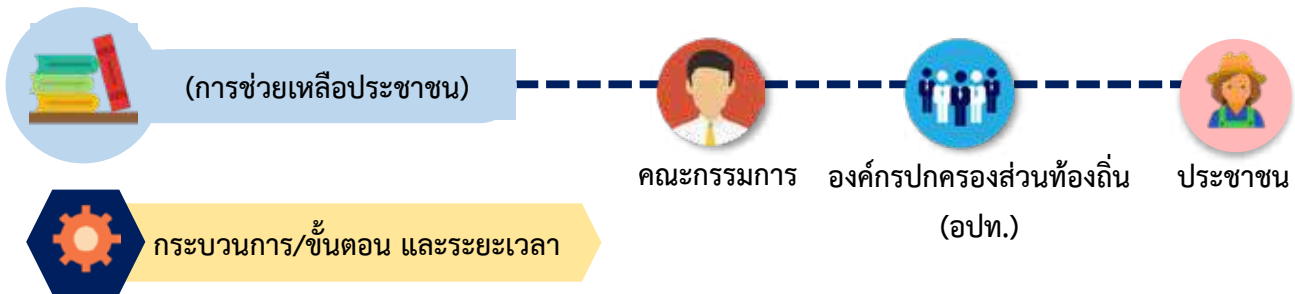 (การช่วยเหลือประชาชน)
คณะกรรมการ
องค์กรปกครองส่วนท้องถิ่น
(อปท.)
ประชาชน
กระบวนการ/ขั้นตอน และระยะเวลา